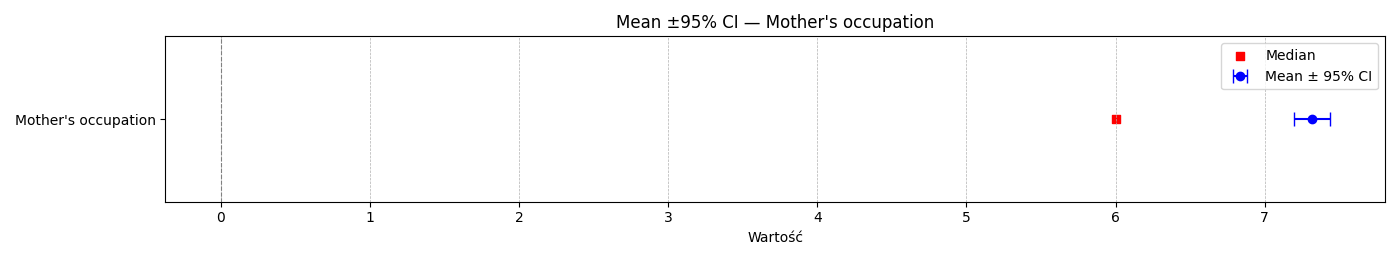 Mean ±95% CI — Mother's occupation
Median
Mean ± 95% CI
Mother's occupation
0 1 2 3 4 5 6 7
Wartość